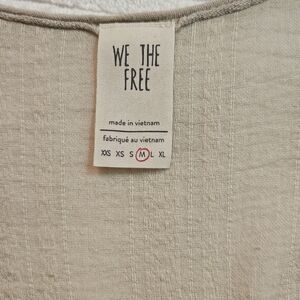 WE THE
FREE
made in vietnam
fabriqué au vietnam
XXS XS S M L XL